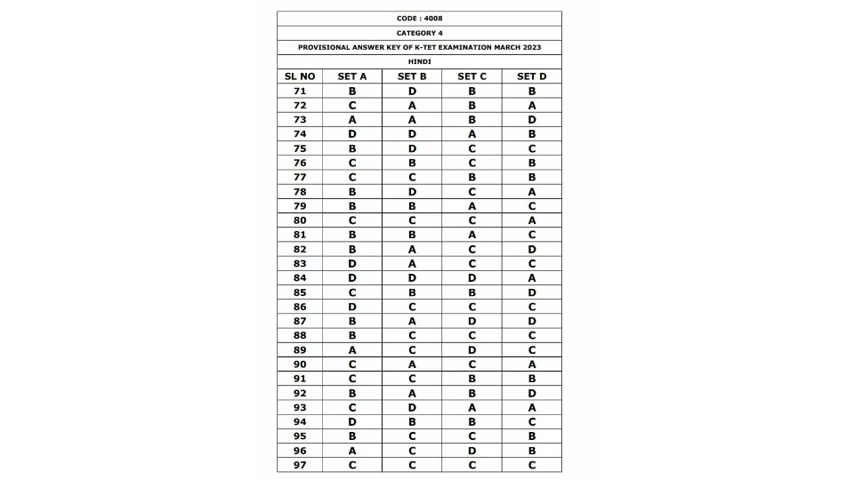 CODE : 4008
CATEGORY 4
PROVISIONAL ANSWER KEY OF K-TET EXAMINATION MARCH 2023
HINDI
SL NO SET A SET B SET C SET D
71 B D B B
72 C A B A
73 A A B D
74 D D A B
75 B D C C
76 C B C B
77 C C B B
78 B D C A
79 B B A C
80 C C C A
81 B B A C
82 B A C D
83 D A C C
84 D D D A
85 C B B D
86 D C C C
87 B A D D
88 B C C C
89 A C D C
90 C A C A
91 C C B B
92 B A B D
93 C D A A
94 D B B C
95 B C C B
96 A C D B
97 C C C C